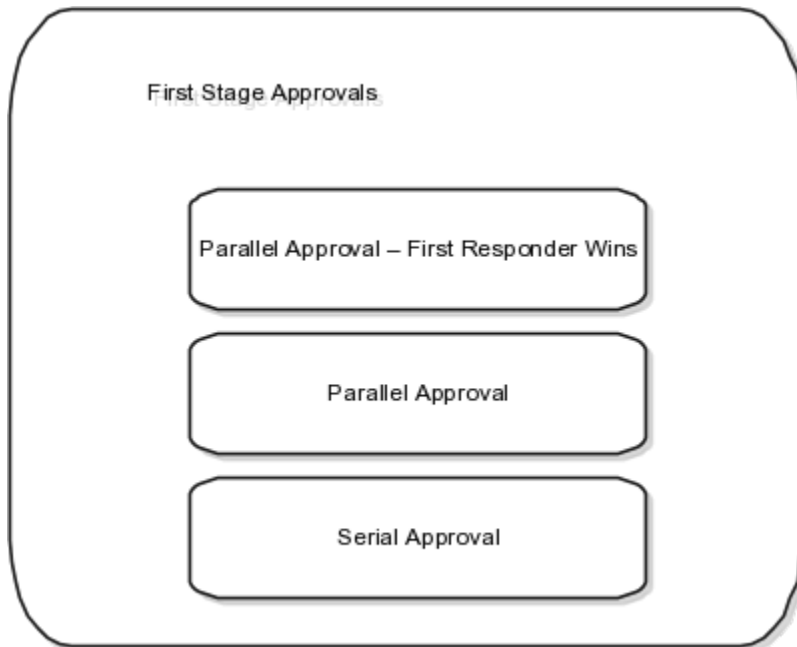 First Stage Approvals
Parallel Approval – First Responder Wins
Parallel Approval
Serial Approval